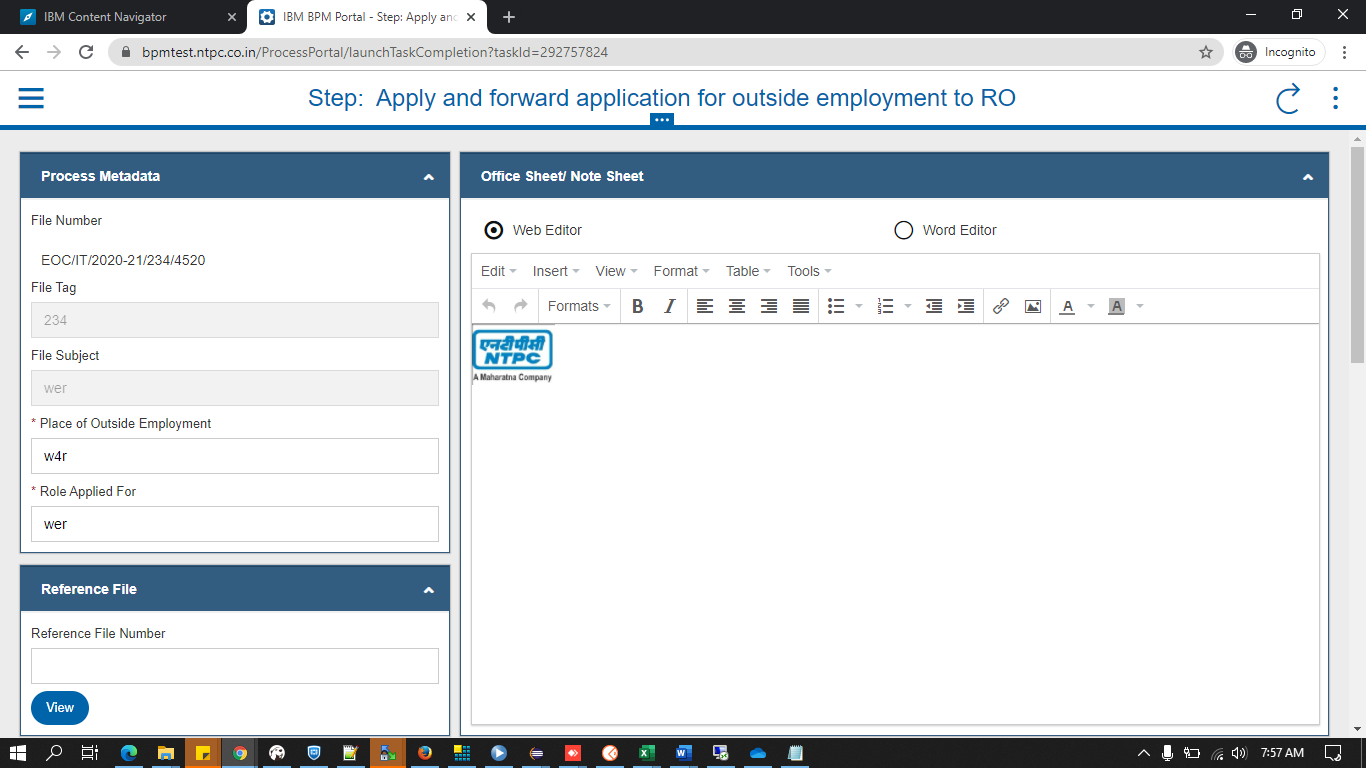 IBM Content Navigator
IBM BPM Portal - Step: Apply and
bpmtest.ntpc.co.in/ProcessPortal/launchTaskCompletion?taskId=292757824
Incognito
Step: Apply and forward application for outside employment to RO
Process Metadata
File Number
EOC/IT/2020-21/234/4520
File Tag
234
File Subject
wer
* Place of Outside Employment
w4r
* Role Applied For
wer
Reference File
Reference File Number
View
Office Sheet/ Note Sheet
Web Editor
Word Editor
Edit Insert View Format Table Tools
Formats B I A A
एनटीपीसी
NTPC
A Maharatna Company
7:57 AM